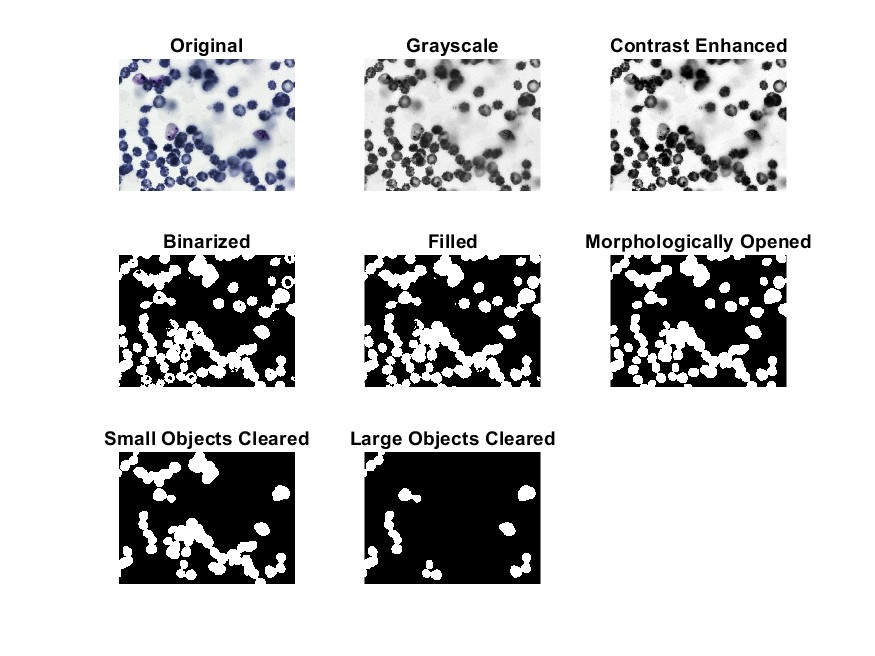 Original
Grayscale
Contrast Enhanced
Binarized
Filled
Morphologically Opened
Small Objects Cleared
Large Objects Cleared